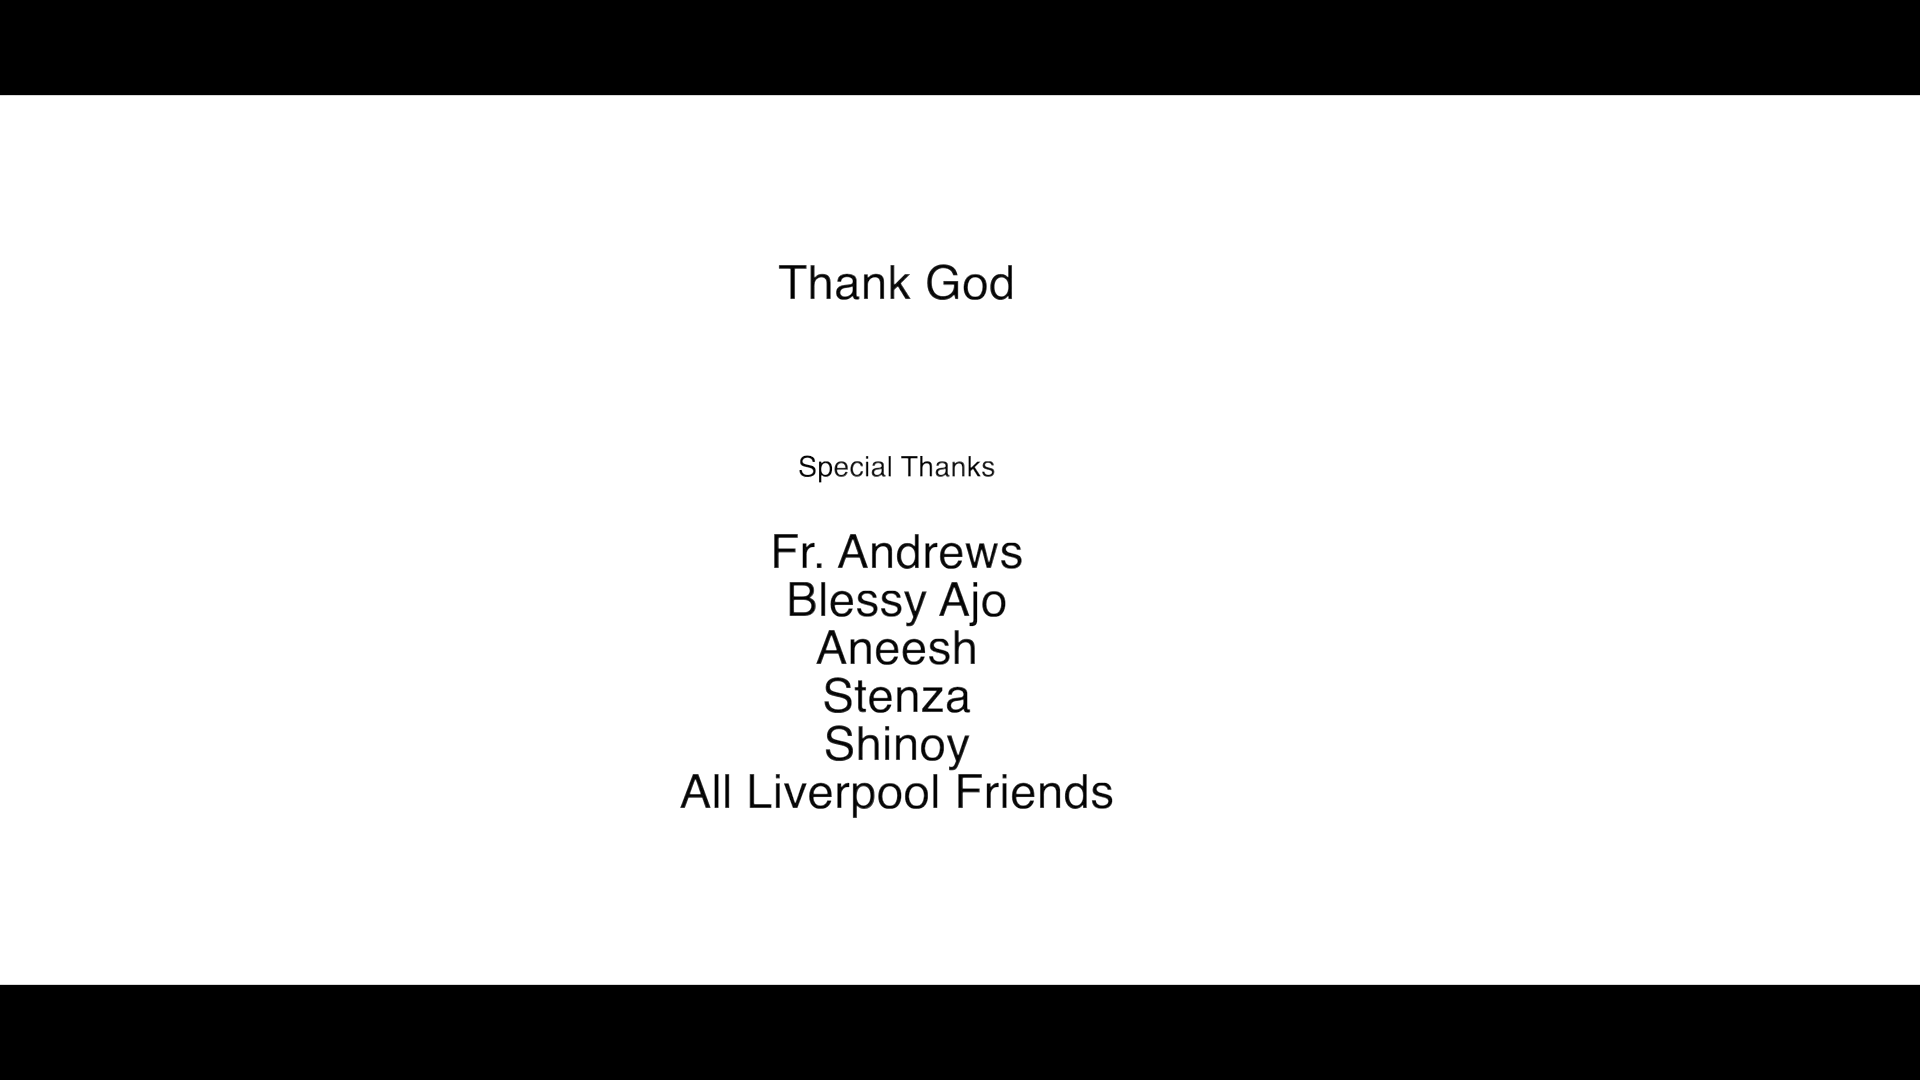 Thank God
Special Thanks
Fr. Andrews
Blessy Ajo
Aneesh
Stenza
Shinoy
All Liverpool Friends